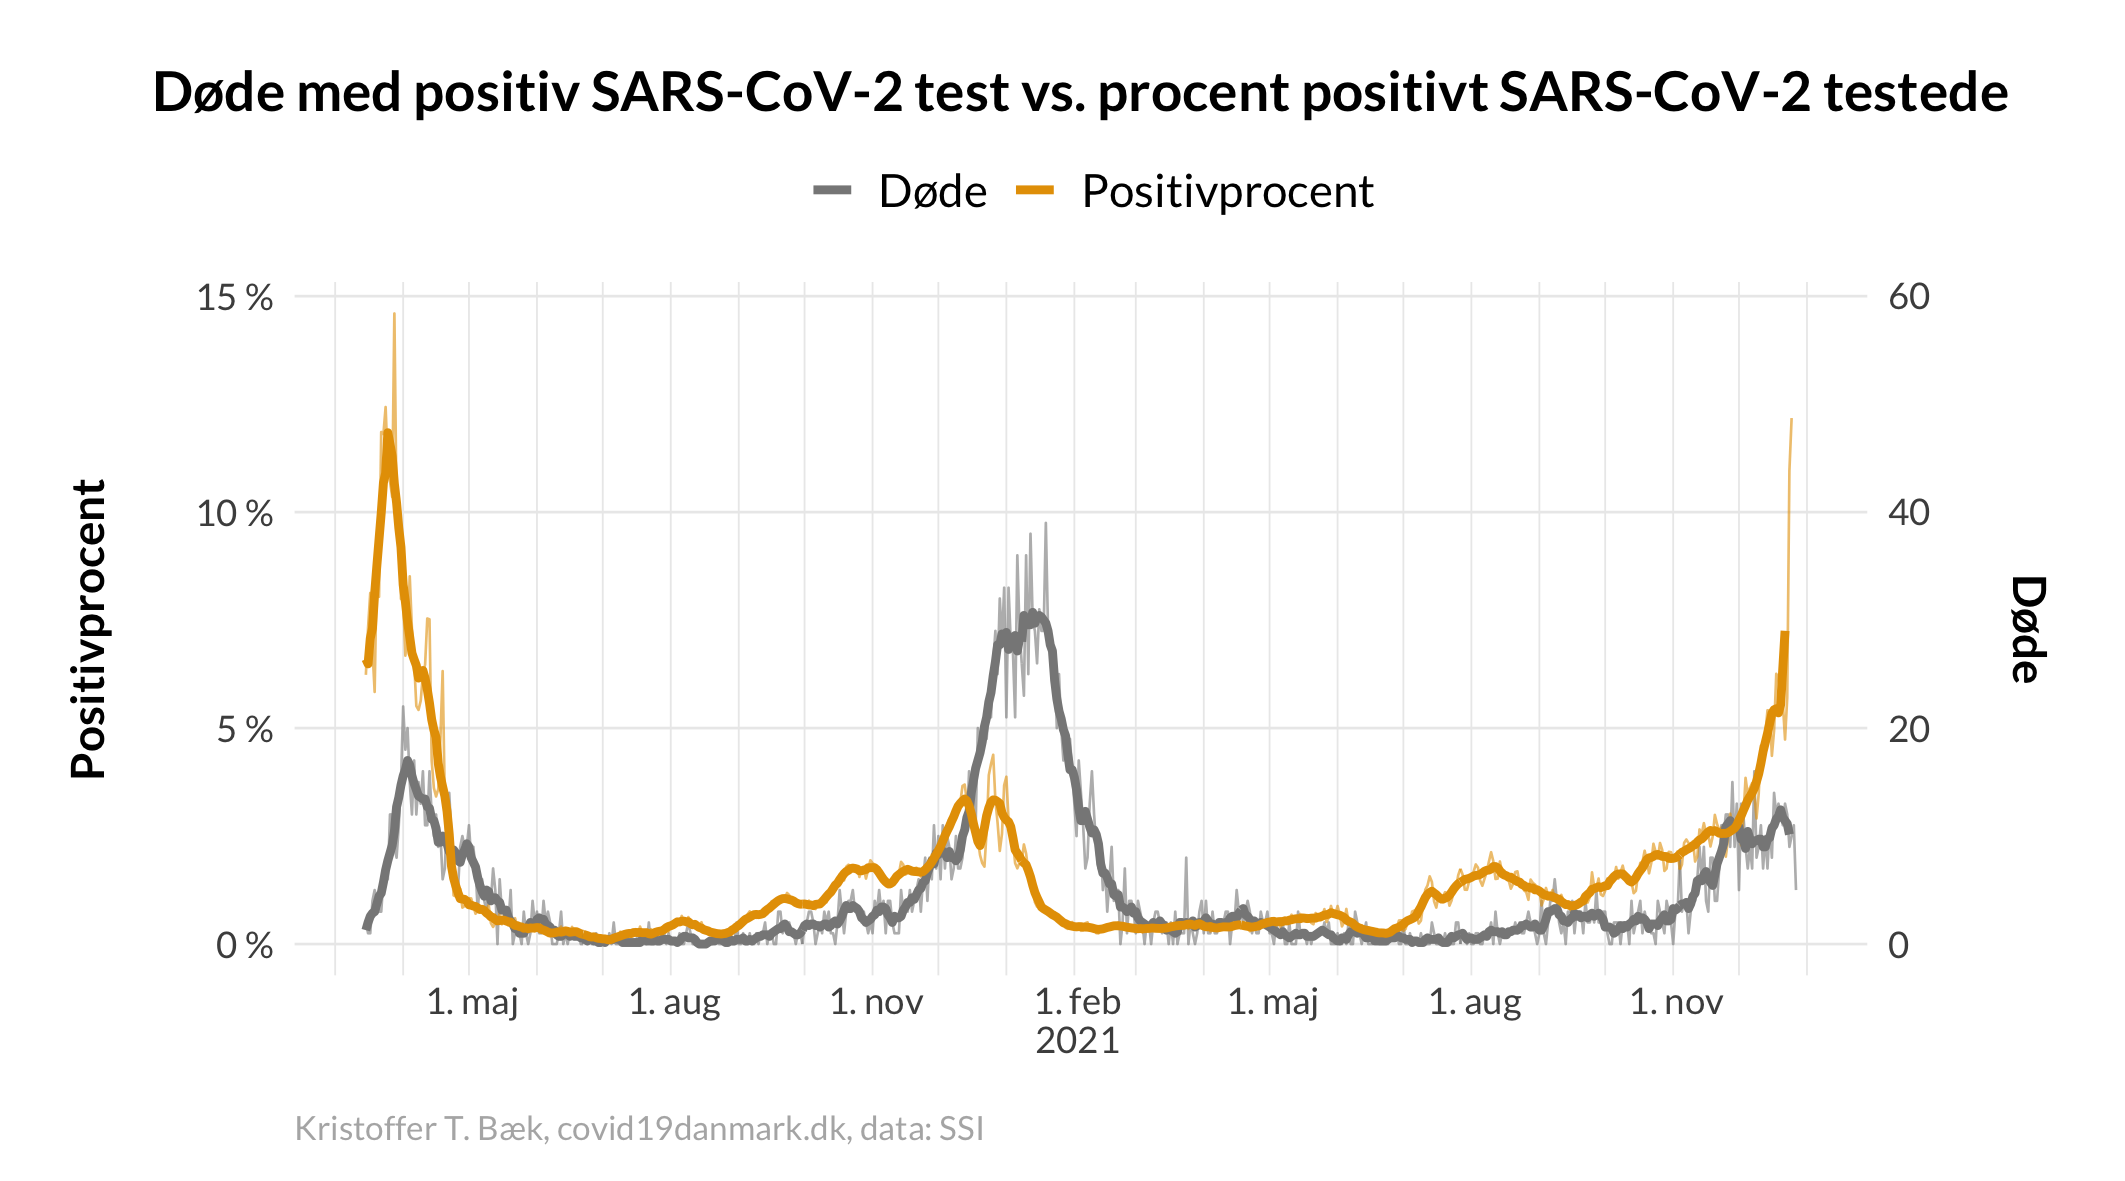 Døde med positiv SARS-CoV-2 test vs. procent positivt SARS-CoV-2 testede
Døde Positivprocent
15 %
10 %
5 %
0 %
Positivprocent
60
40
20
0
Døde
1. maj 1. aug 1. nov 1. feb 1. maj 1. aug 1. nov
2021
Kristoffer T. Bæk, covid19danmark.dk, data: SSI